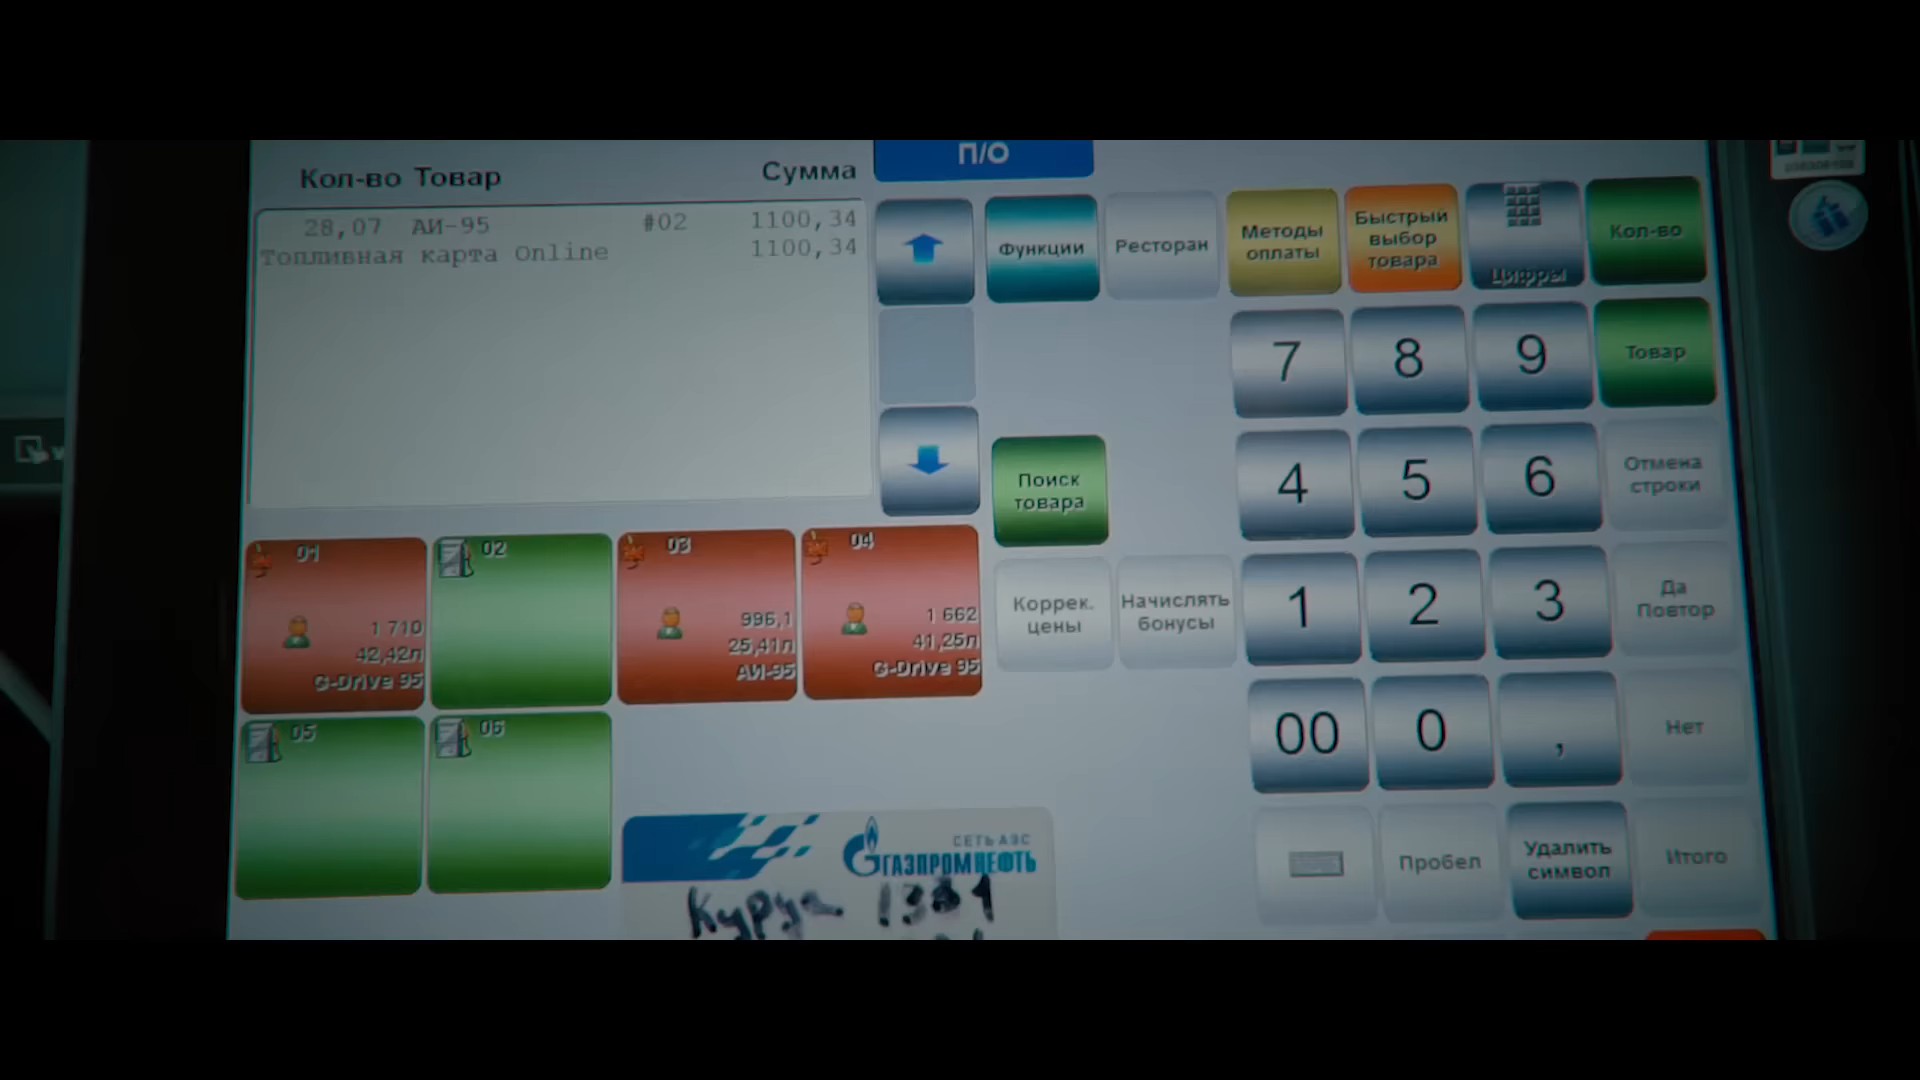 П/О
Кол-во Товар Сумма
28,07 АИ-95 #02 1100,34
Топливная карта Online 1100,34
Функции
Ресторан
Методы
оплаты
Быстрый
выбор
товара
Цифры
Кол-во
7 8 9
Товар
Поиск
товара
4 5 6
Отмена
строки
01
1 710
42,42л
G-Drive 95
02
03
996,1
25,41л
АИ-95
04
1 662
41,25л
G-Drive 95
Коррек.
цены
Начислять
бонусы
1 2 3
Да
Повтор
05
06
00 0 ,
Нет
СЕТЬ АЗС
ГАЗПРОМНЕФТЬ
Пробел
Удалить
символ
Итого